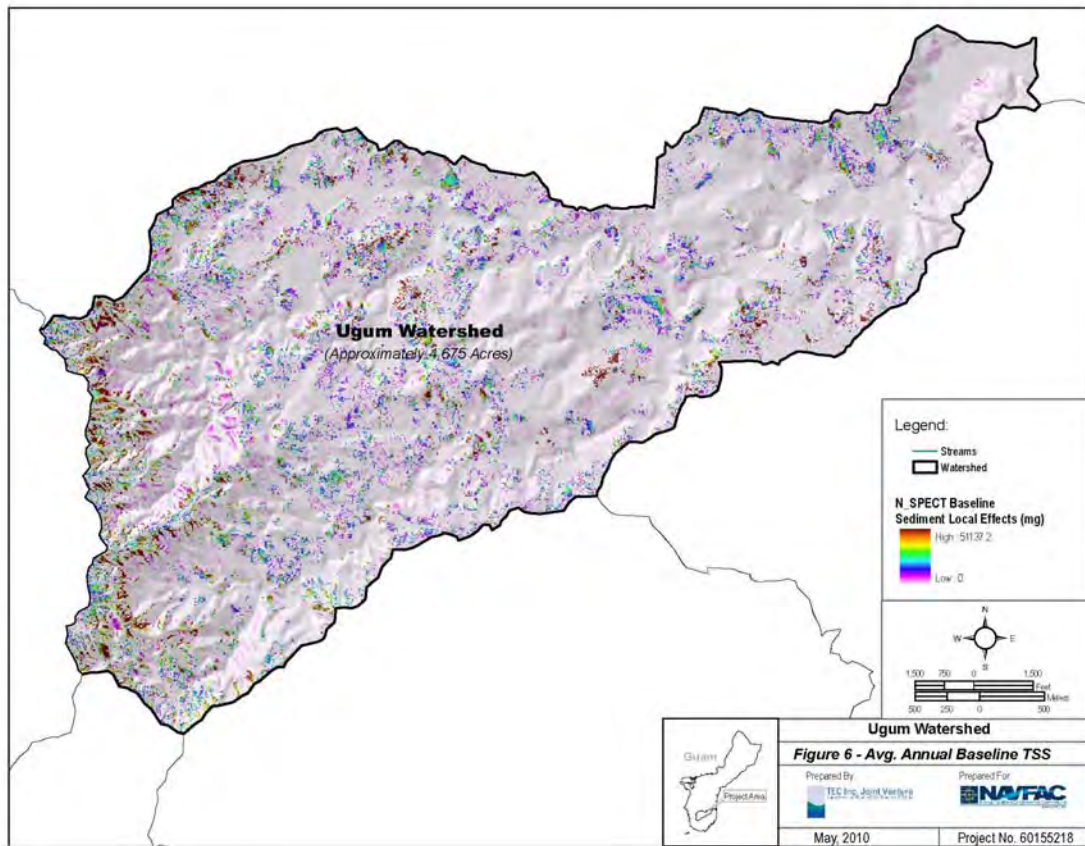 Ugum Watershed
(Approximately 4,675 Acres)
Legend:
Streams
Watershed
N_SPECT Baseline
Sediment Local Effects (mg)
High : 51137.2
Low : 0
N
W
E
S
1,500 750 0 1,500
Feet
Meters
500 250 0 500
Guam
Project Area
Ugum Watershed
Figure 6 - Avg. Annual Baseline TSS
Prepared By
Prepared For
TEC Inc. Joint Venture
NAVFAC
May, 2010
Project No. 60155218